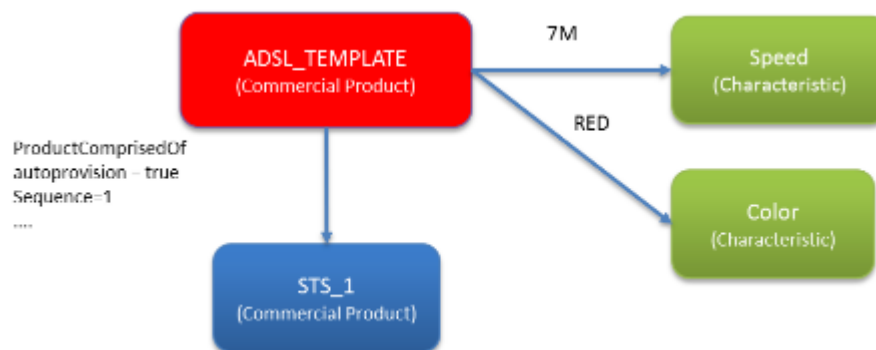 ADSL_TEMPLATE
(Commercial Product)
7M
Speed
(Characteristic)
RED
ProductComprisedOf
autoprovision – true
Sequence=1
....
Color
(Characteristic)
STS_1
(Commercial Product)